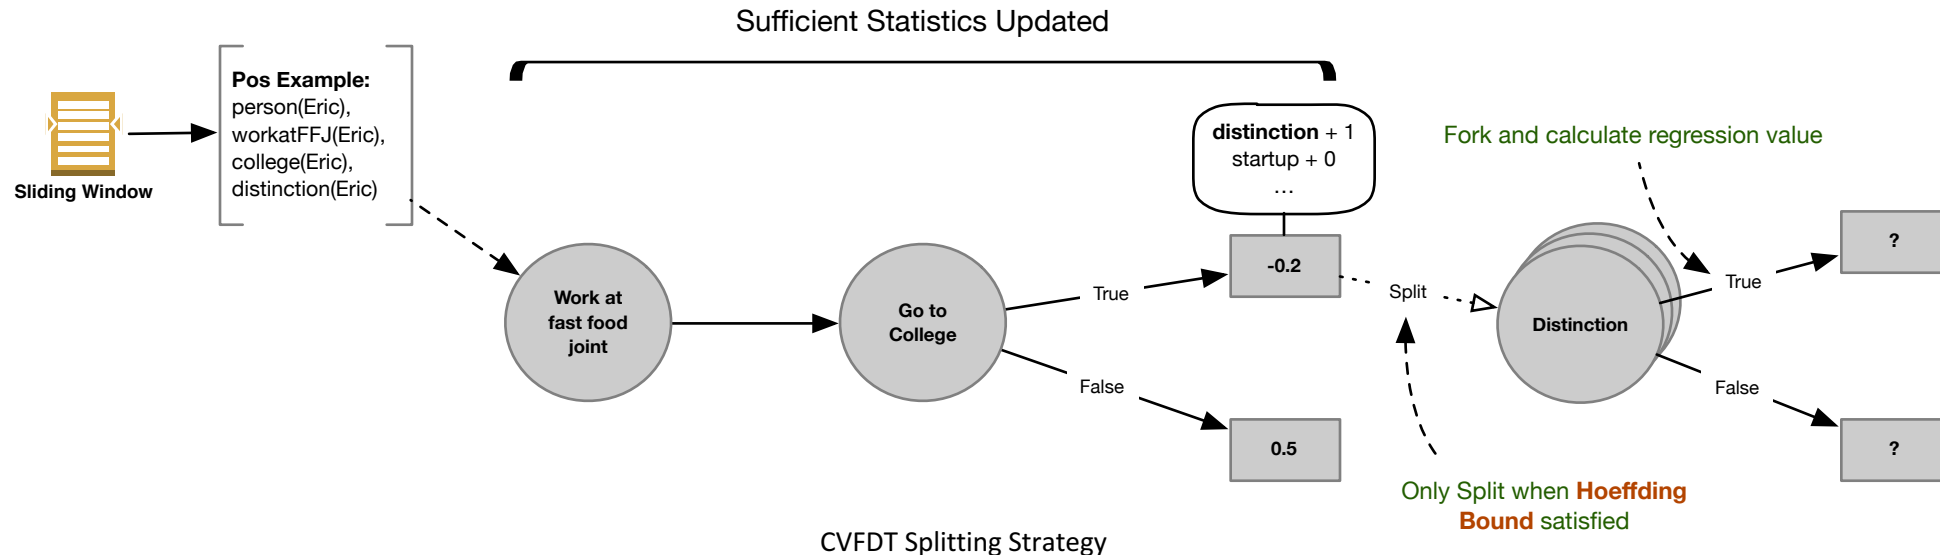 Sufficient Statistics Updated
Pos Example:
person(Eric),
workatFFJ(Eric),
college(Eric),
distinction(Eric)
Sliding Window
distinction + 1
startup + 0
...
Fork and calculate regression value
Work at
fast food
joint
Go to
College
True
-0.2
False
0.5
Split
Distinction
True
?
False
?
Only Split when Hoeffding
Bound satisfied
CVFDT Splitting Strategy